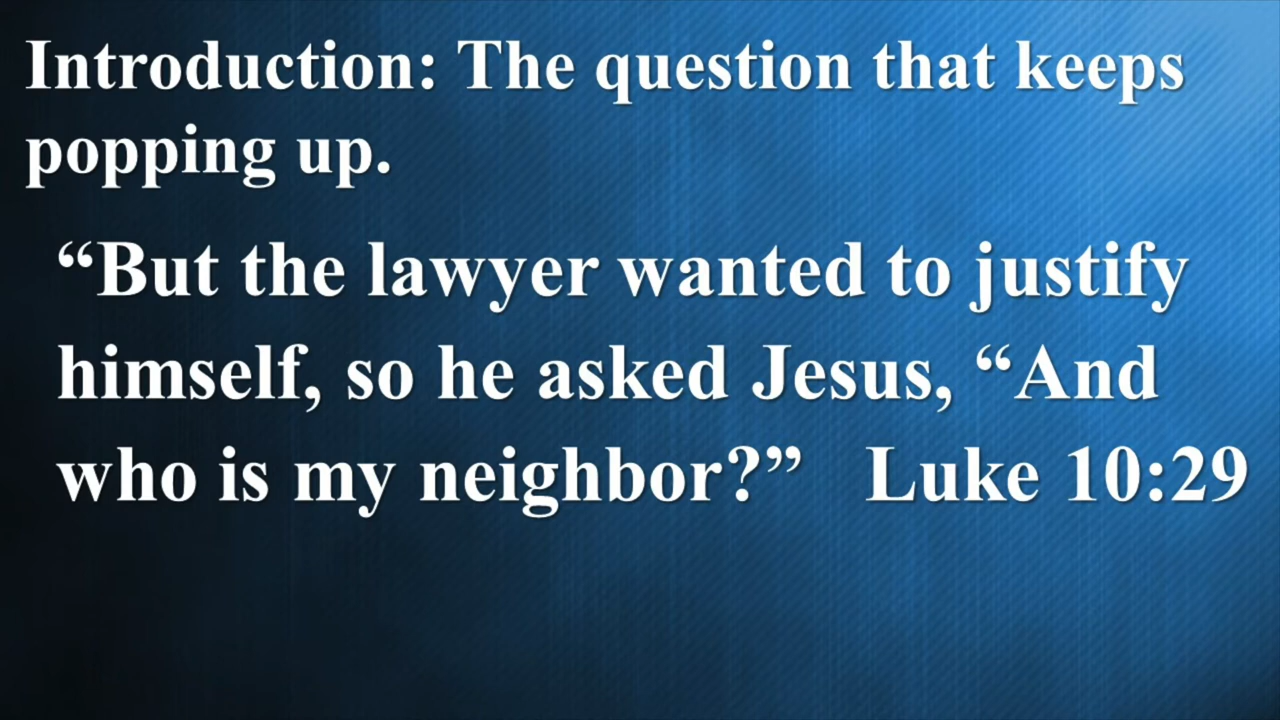 Introduction: The question that keeps
popping up.
“But the lawyer wanted to justify
himself, so he asked Jesus, “And
who is my neighbor?” Luke 10:29